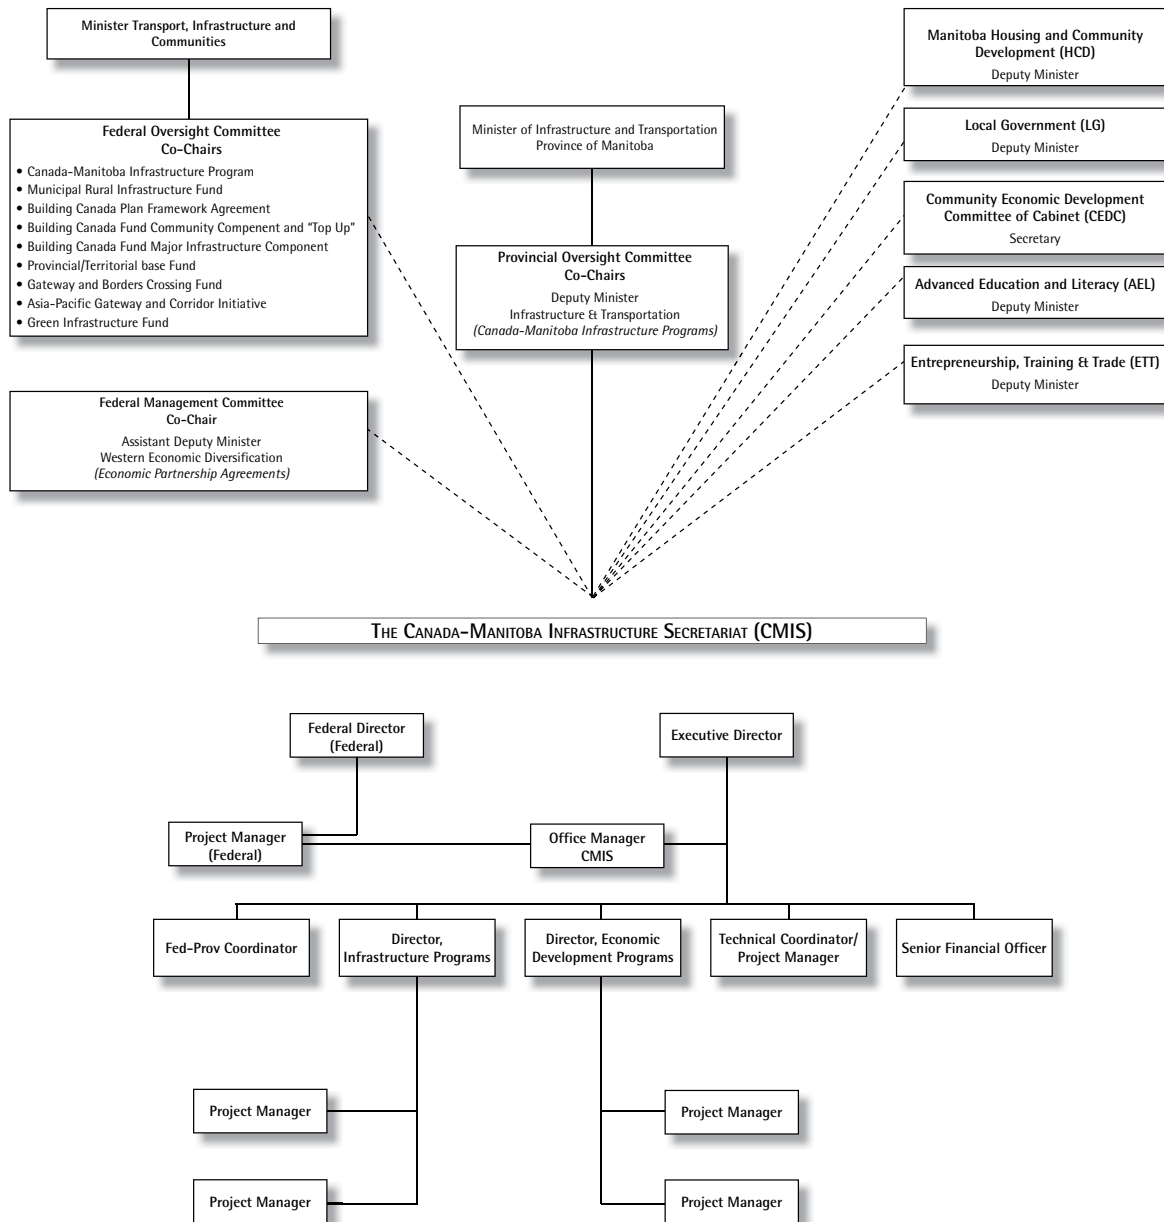 Minister Transport, Infrastructure and
Communities
Federal Oversight Committee
Co-Chairs
• Canada-Manitoba Infrastructure Program
• Municipal Rural Infrastructure Fund
• Building Canada Plan Framework Agreement
• Building Canada Fund Community Compenent and “Top Up”
• Building Canada Fund Major Infrastructure Component
• Provincial/Territorial base Fund
• Gateway and Borders Crossing Fund
• Asia-Pacific Gateway and Corridor Initiative
• Green Infrastructure Fund
Federal Management Committee
Co-Chair
Assistant Deputy Minister
Western Economic Diversification
(Economic Partnership Agreements)
Minister of Infrastructure and Transportation
Province of Manitoba
Provincial Oversight Committee
Co-Chairs
Deputy Minister
Infrastructure & Transportation
(Canada-Manitoba Infrastructure Programs)
Manitoba Housing and Community
Development (HCD)
Deputy Minister
Local Government (LG)
Deputy Minister
Community Economic Development
Committee of Cabinet (CEDC)
Secretary
Advanced Education and Literacy (AEL)
Deputy Minister
Entrepreneurship, Training & Trade (ETT)
Deputy Minister
The Canada-Manitoba Infrastructure Secretariat (CMIS)
Federal Director
(Federal)
Executive Director
Project Manager
(Federal)
Office Manager
CMIS
Fed-Prov Coordinator
Director,
Infrastructure Programs
Director, Economic
Development Programs
Technical Coordinator/
Project Manager
Senior Financial Officer
Project Manager
Project Manager
Project Manager
Project Manager